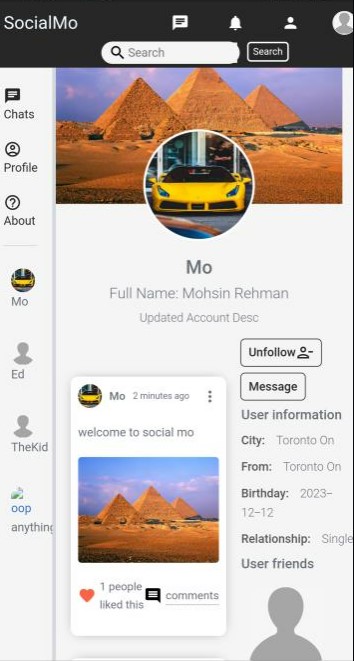 SocialMo
Search
Search
Chats
Profile
About
Mo
Ed
TheKid
oop
anything
Mo
Full Name: Mohsin Rehman
Updated Account Desc
Unfollow
Message
Mo 2 minutes ago
welcome to social mo
1 people
liked this
comments
User information
City: Toronto On
From: Toronto On
Birthday: 2023-
12-12
Relationship: Single
User friends